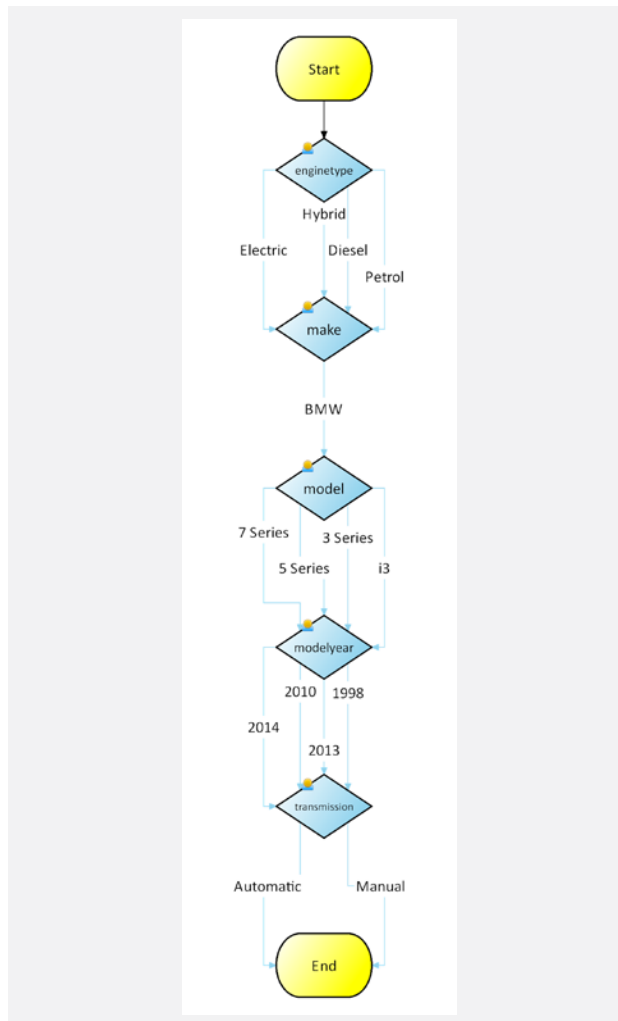 Start
enginetype
Hybrid
Electric
Diesel
Petrol
make
BMW
model
7 Series
3 Series
5 Series
i3
modelyear
2010
1998
2014
2013
transmission
Automatic
Manual
End